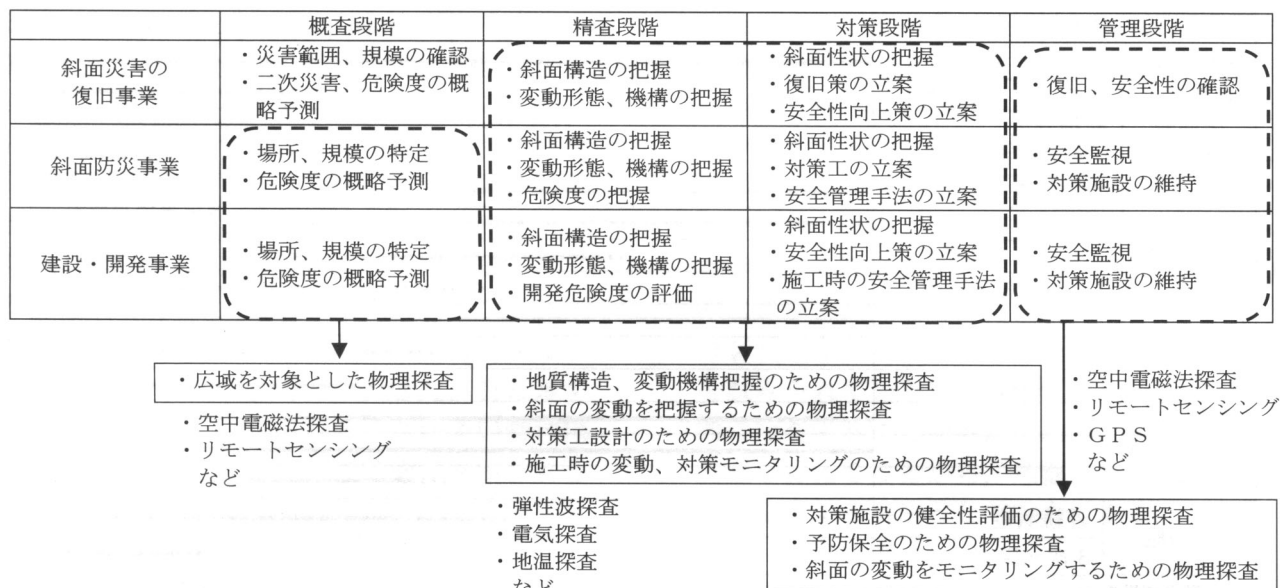 概査段階
精査段階
対策段階
管理段階
斜面災害の
復旧事業
・災害範囲、規模の確認
・二次災害、危険度の概
略予測
・斜面構造の把握
・変動形態、機構の把握
・斜面性状の把握
・復旧策の立案
・安全性向上策の立案
・復旧、安全性の確認
斜面防災事業
・場所、規模の特定
・危険度の概略予測
・斜面構造の把握
・変動形態、機構の把握
・危険度の把握
・斜面性状の把握
・対策工の立案
・安全管理手法の立案
・安全監視
・対策施設の維持
建設・開発事業
・場所、規模の特定
・危険度の概略予測
・斜面構造の把握
・変動形態、機構の把握
・開発危険度の評価
・斜面性状の把握
・安全性向上策の立案
・施工時の安全管理手法
の立案
・安全監視
・対策施設の維持
・広域を対象とした物理探査
・空中電磁法探査
・リモートセンシング
など
・地質構造、変動機構把握のための物理探査
・斜面の変動を把握するための物理探査
・対策工設計のための物理探査
・施工時の変動、対策モニタリングのための物理探査
・弾性波探査
・電気探査
・地温探査
など
・空中電磁法探査
・リモートセンシング
・ＧＰＳ
など
・対策施設の健全性評価のための物理探査
・予防保全のための物理探査
・斜面の変動をモニタリングするための物理探査